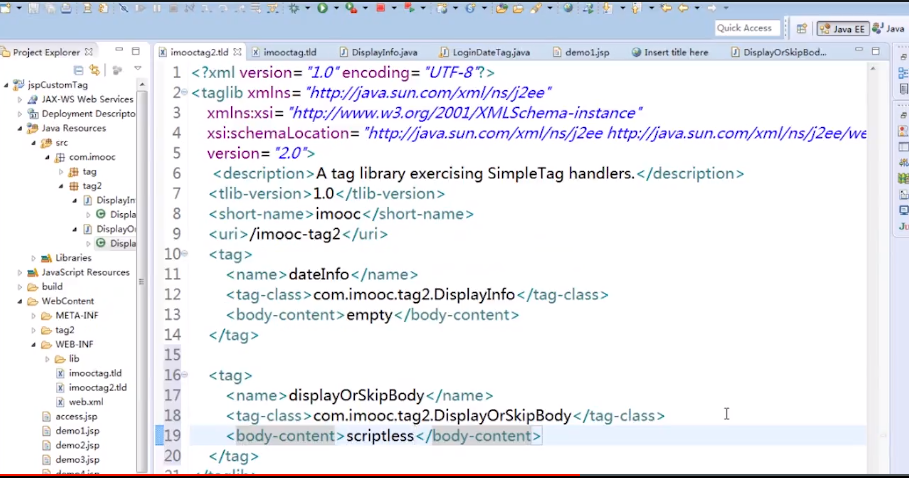 Quick Access
Java EE
Java
Project Explorer
imooctag2.tld
imooctag.tld
DisplayInfo.java
LoginDateTag.java
demo1.jsp
Insert title here
DisplayOrSkipBod...
jspCustomTag
JAX-WS Web Services
Deployment Descripto
Java Resources
src
com.imooc
tag
tag2
DisplayIn
Displa
DisplayO
Displa
Libraries
JavaScript Resources
build
WebContent
META-INF
tag2
WEB-INF
lib
imooctag.tld
imooctag2.tld
web.xml
access.jsp
demo1.jsp
demo2.jsp
demo3.jsp
1 <?xml version="1.0" encoding="UTF-8"?>
2 <taglib xmlns="http://java.sun.com/xml/ns/j2ee"
3 xmlns:xsi="http://www.w3.org/2001/XMLSchema-instance"
4 xsi:schemaLocation="http://java.sun.com/xml/ns/j2ee http://java.sun.com/xml/ns/j2ee/we
5 version="2.0">
6 <description>A tag library exercising SimpleTag handlers.</description>
7 <tlib-version>1.0</tlib-version>
8 <short-name>imooc</short-name>
9 <uri>/imooc-tag2</uri>
10 <tag>
11 <name>dateInfo</name>
12 <tag-class>com.imooc.tag2.DisplayInfo</tag-class>
13 <body-content>empty</body-content>
14 </tag>
15
16 <tag>
17 <name>displayOrSkipBody</name>
18 <tag-class>com.imooc.tag2.DisplayOrSkipBody</tag-class>
19 <body-content>scriptless</body-content>
20 </tag>